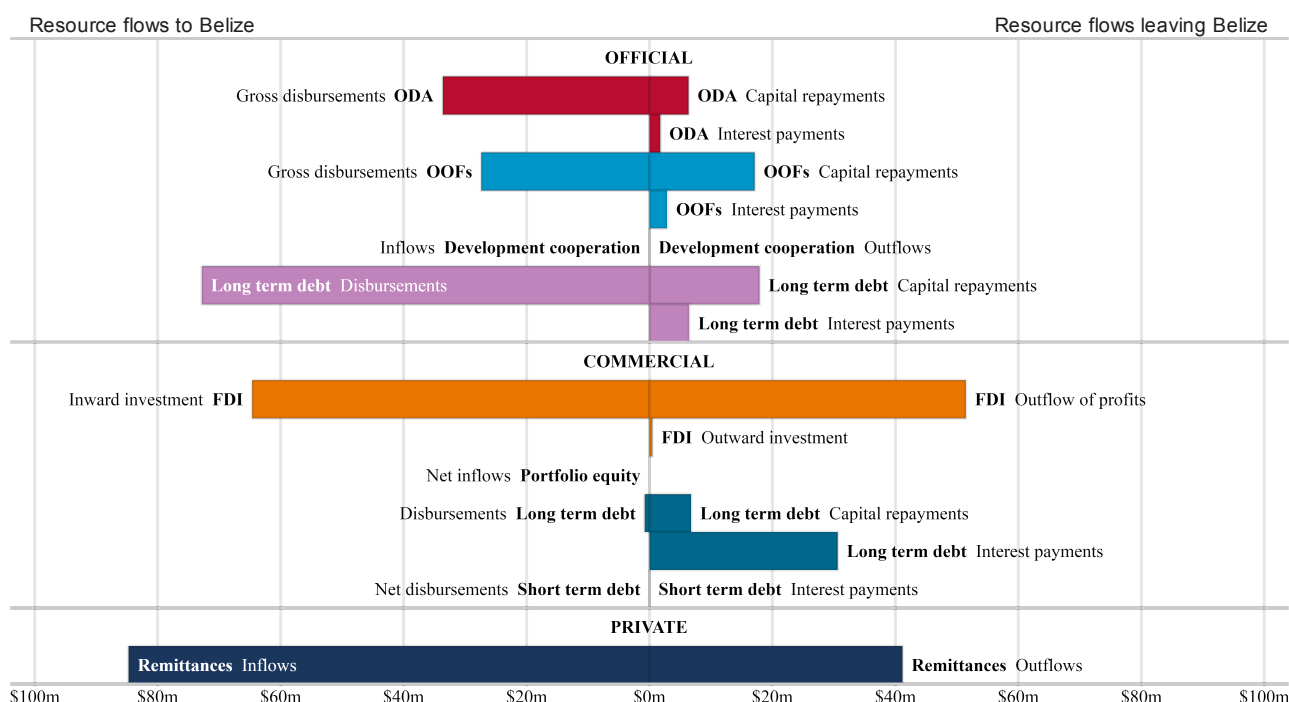 Resource flows to Belize Resource flows leaving Belize
OFFICIAL
Gross disbursements ODA ODA Capital repayments
ODA Interest payments
Gross disbursements OOFs OOFs Capital repayments
OOFs Interest payments
Inflows Development cooperation Development cooperation Outflows
Long term debt Disbursements Long term debt Capital repayments
Long term debt Interest payments
COMMERCIAL
Inward investment FDI FDI Outflow of profits
FDI Outward investment
Net inflows Portfolio equity
Disbursements Long term debt Long term debt Capital repayments
Long term debt Interest payments
Net disbursements Short term debt Short term debt Interest payments
PRIVATE
Remittances Inflows Remittances Outflows
$100m $80m $60m $40m $20m $0m $20m $40m $60m $80m $100m